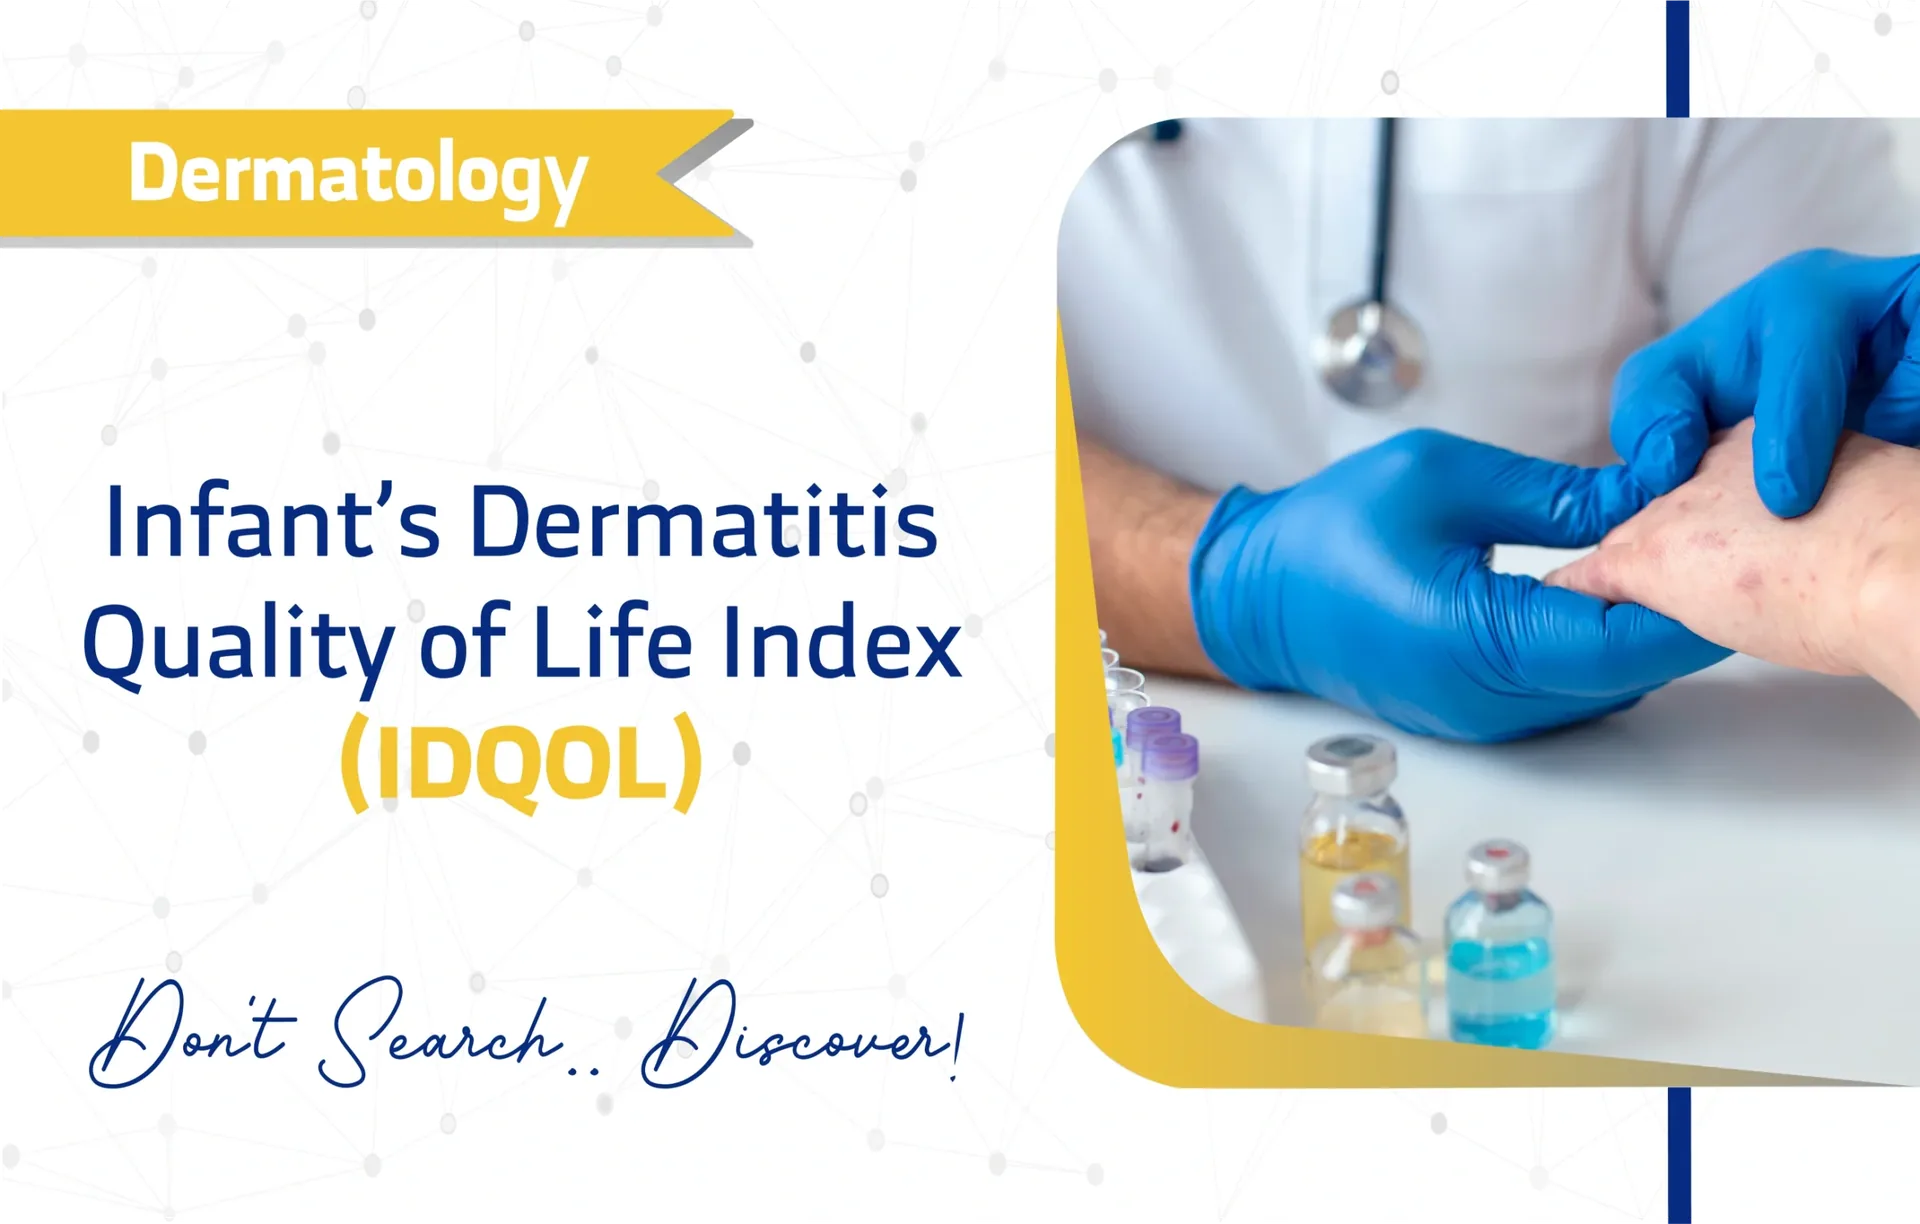 Dermatology
Infant’s Dermatitis
Quality of Life Index
(IDQOL)
Don't Search.. Discover!